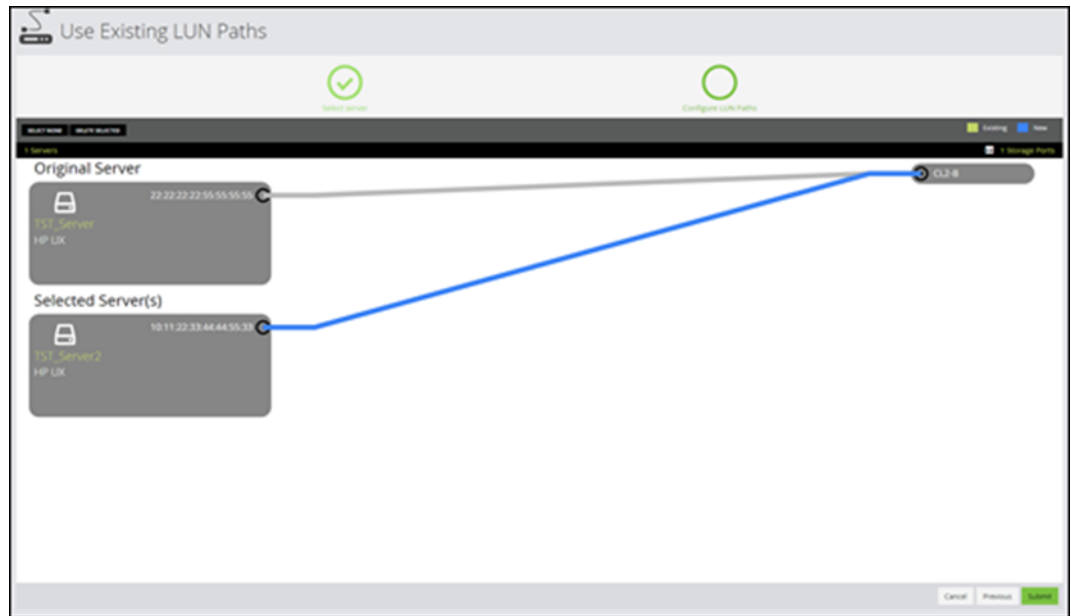 Use Existing LUN Paths
Select server
Configure LUN Paths
SELECT NONE DELETE SELECTED
Existing New
1 Servers
1 Storage Ports
Original Server
CL2-B
22:22:22:22:55:55:55:55
TST_Server
HP UX
Selected Server(s)
10:11:22:33:44:44:55:33
TST_Server2
HP UX
Cancel Previous Submit